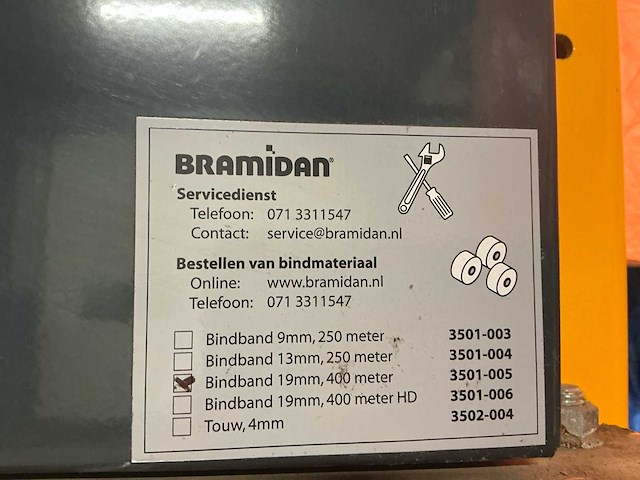 BRAMIDAN®
Servicedienst
Telefoon: 071 3311547
Contact: service@bramidan.nl
Bestellen van bindmateriaal
Online: www.bramidan.nl
Telefoon: 071 3311547
Bindband 9mm, 250 meter 3501-003
Bindband 13mm, 250 meter 3501-004
Bindband 19mm, 400 meter 3501-005
Bindband 19mm, 400 meter HD 3501-006
Touw, 4mm 3502-004